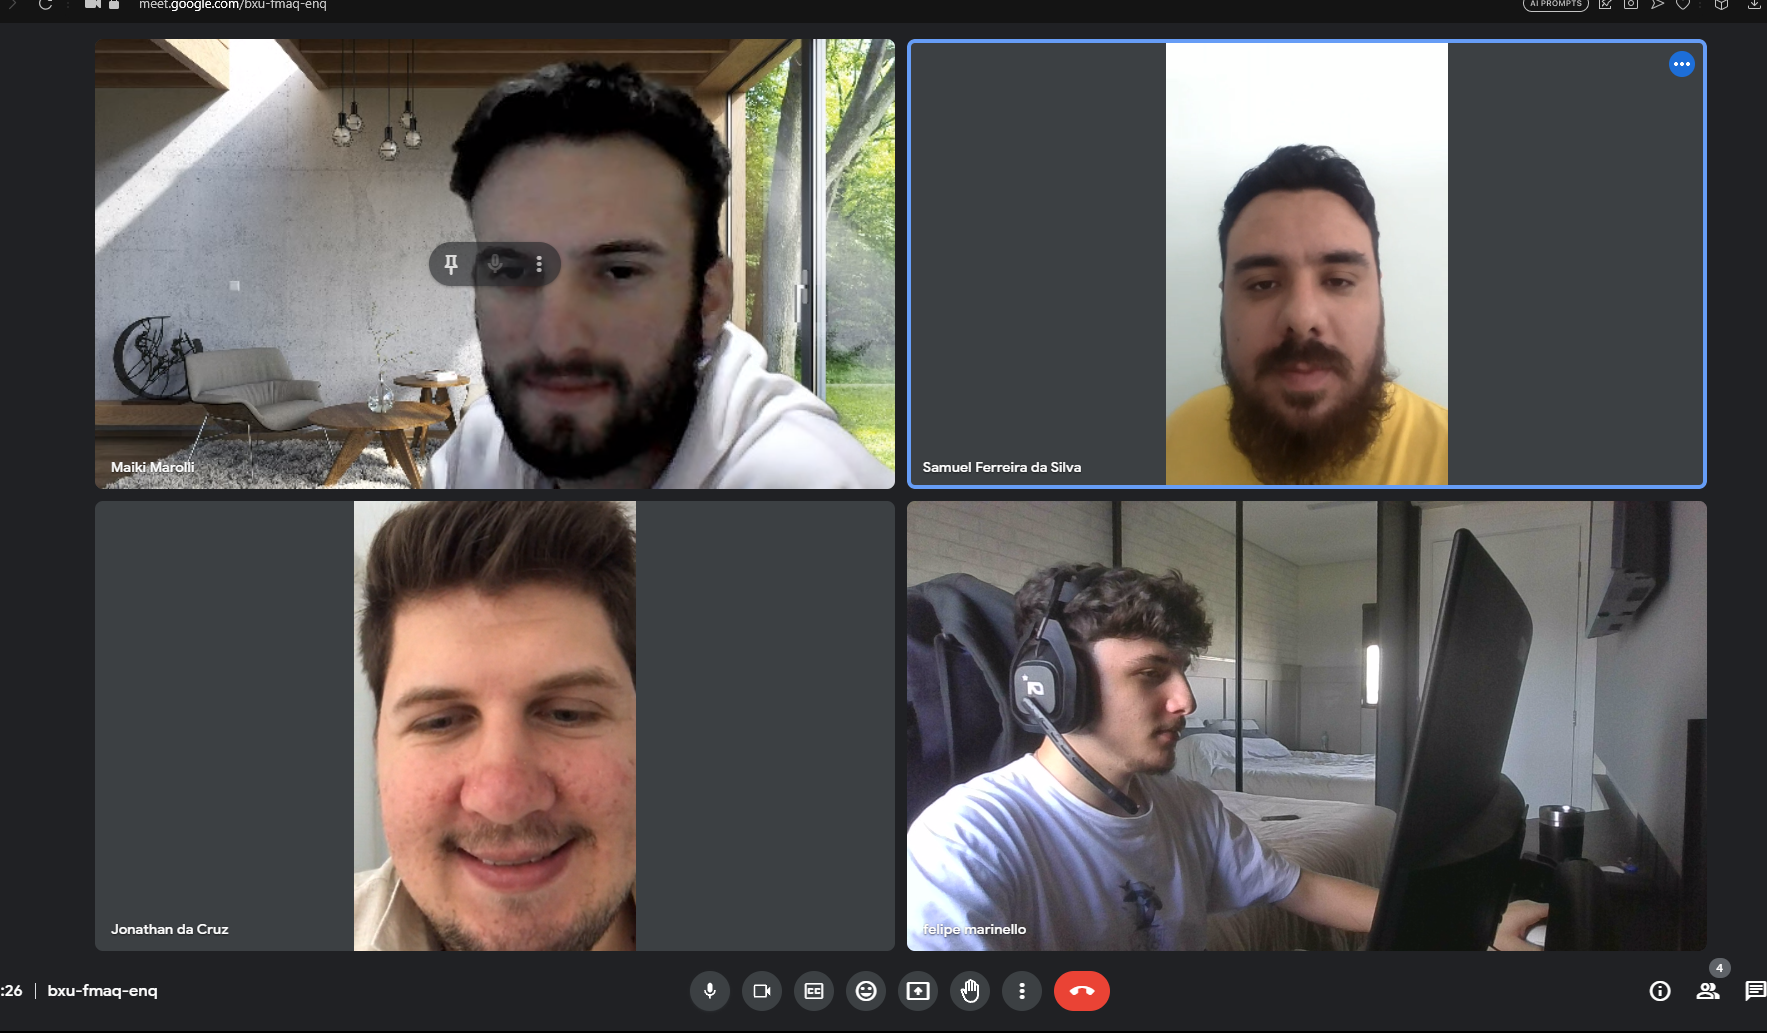 meet.google.com/bxu-fmaq-enq
AI PROMPTS
Maiki Marolli
Samuel Ferreira da Silva
Jonathan da Cruz
felipe marinello
:26 | bxu-fmaq-enq
CC
4